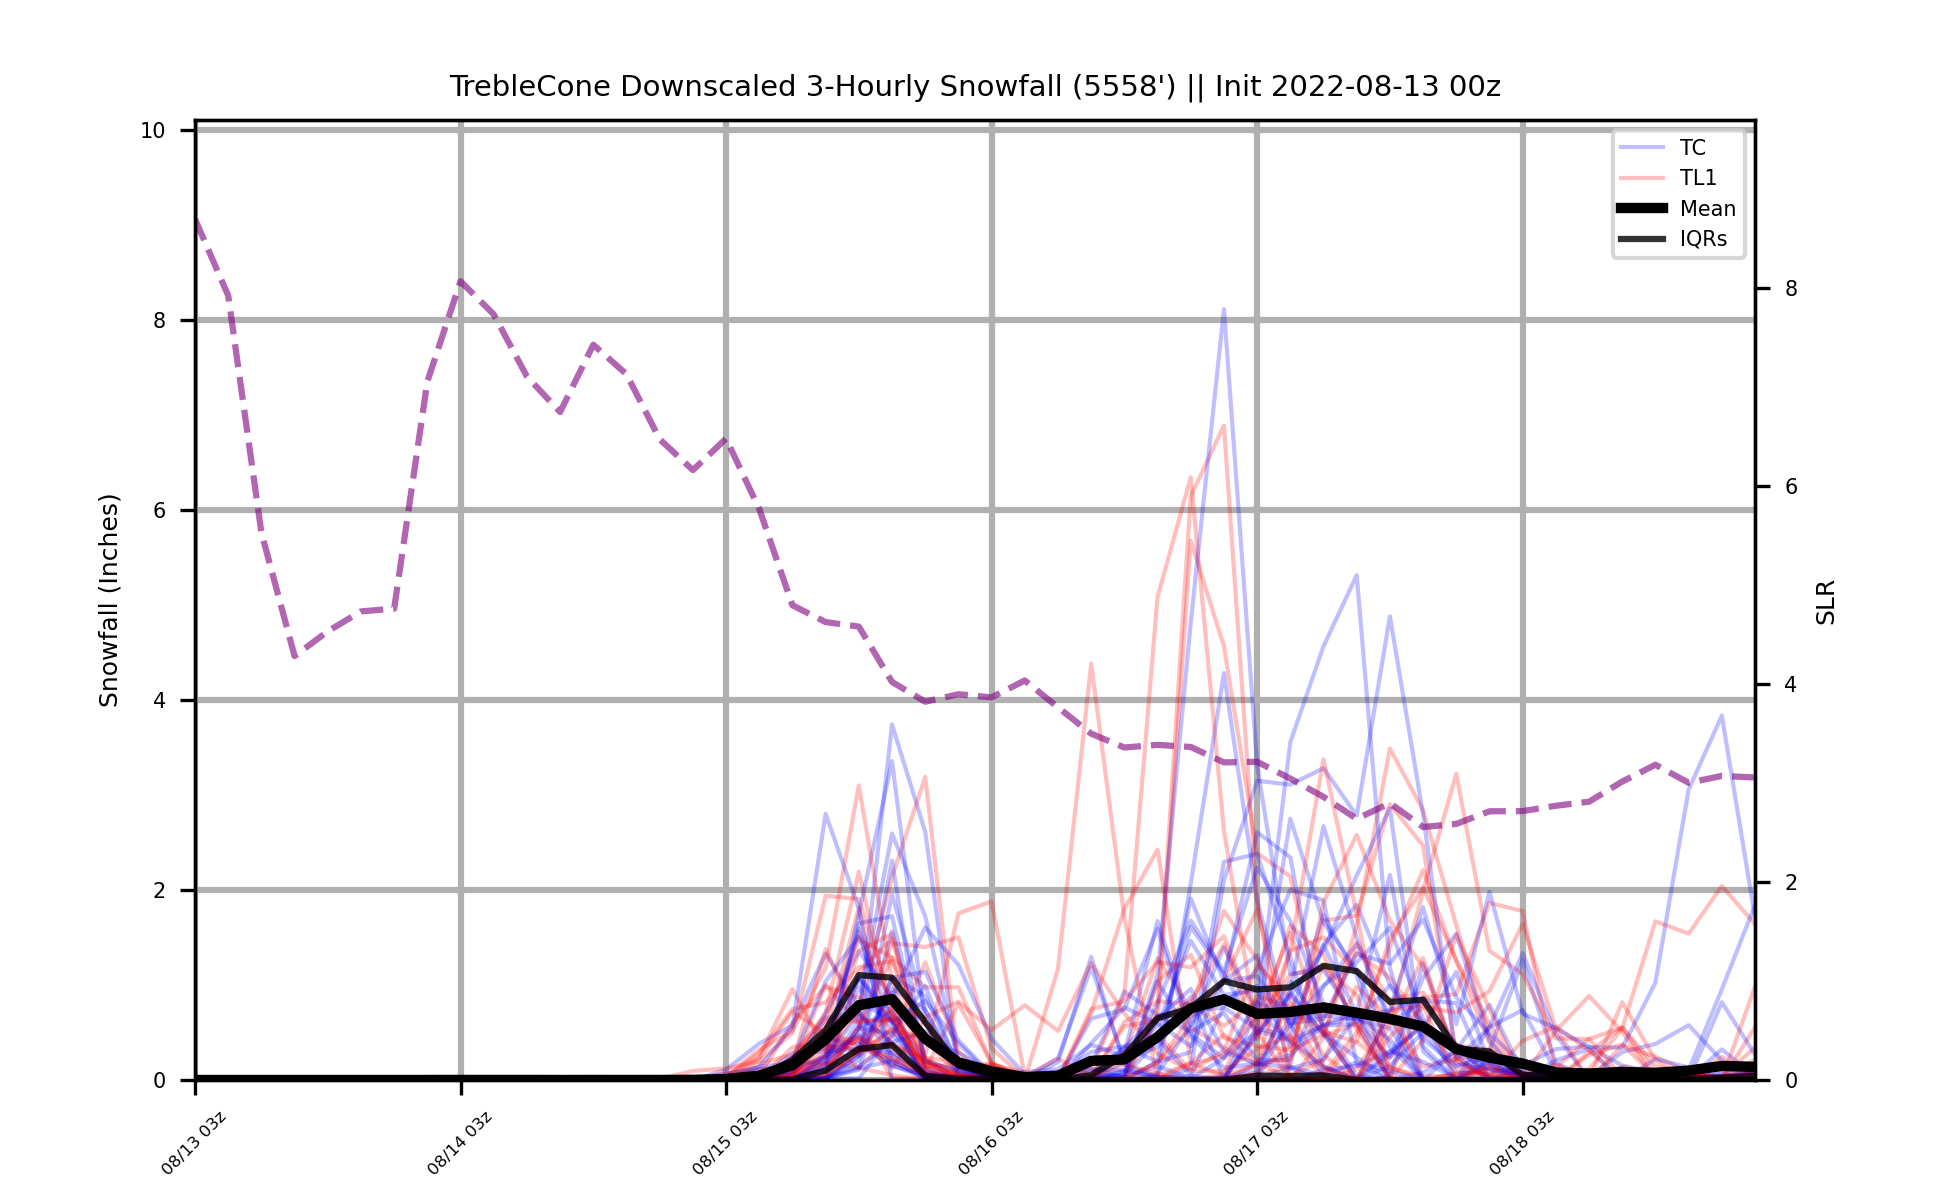 TrebleCone Downscaled 3-Hourly Snowfall (5558') || Init 2022-08-13 00z
10
8
6
4
2
0
Snowfall (Inches)
TC
TL1
Mean
IQRs
8
6
4
2
0
SLR
08/13 03z
08/14 03z
08/15 03z
08/16 03z
08/17 03z
08/18 03z